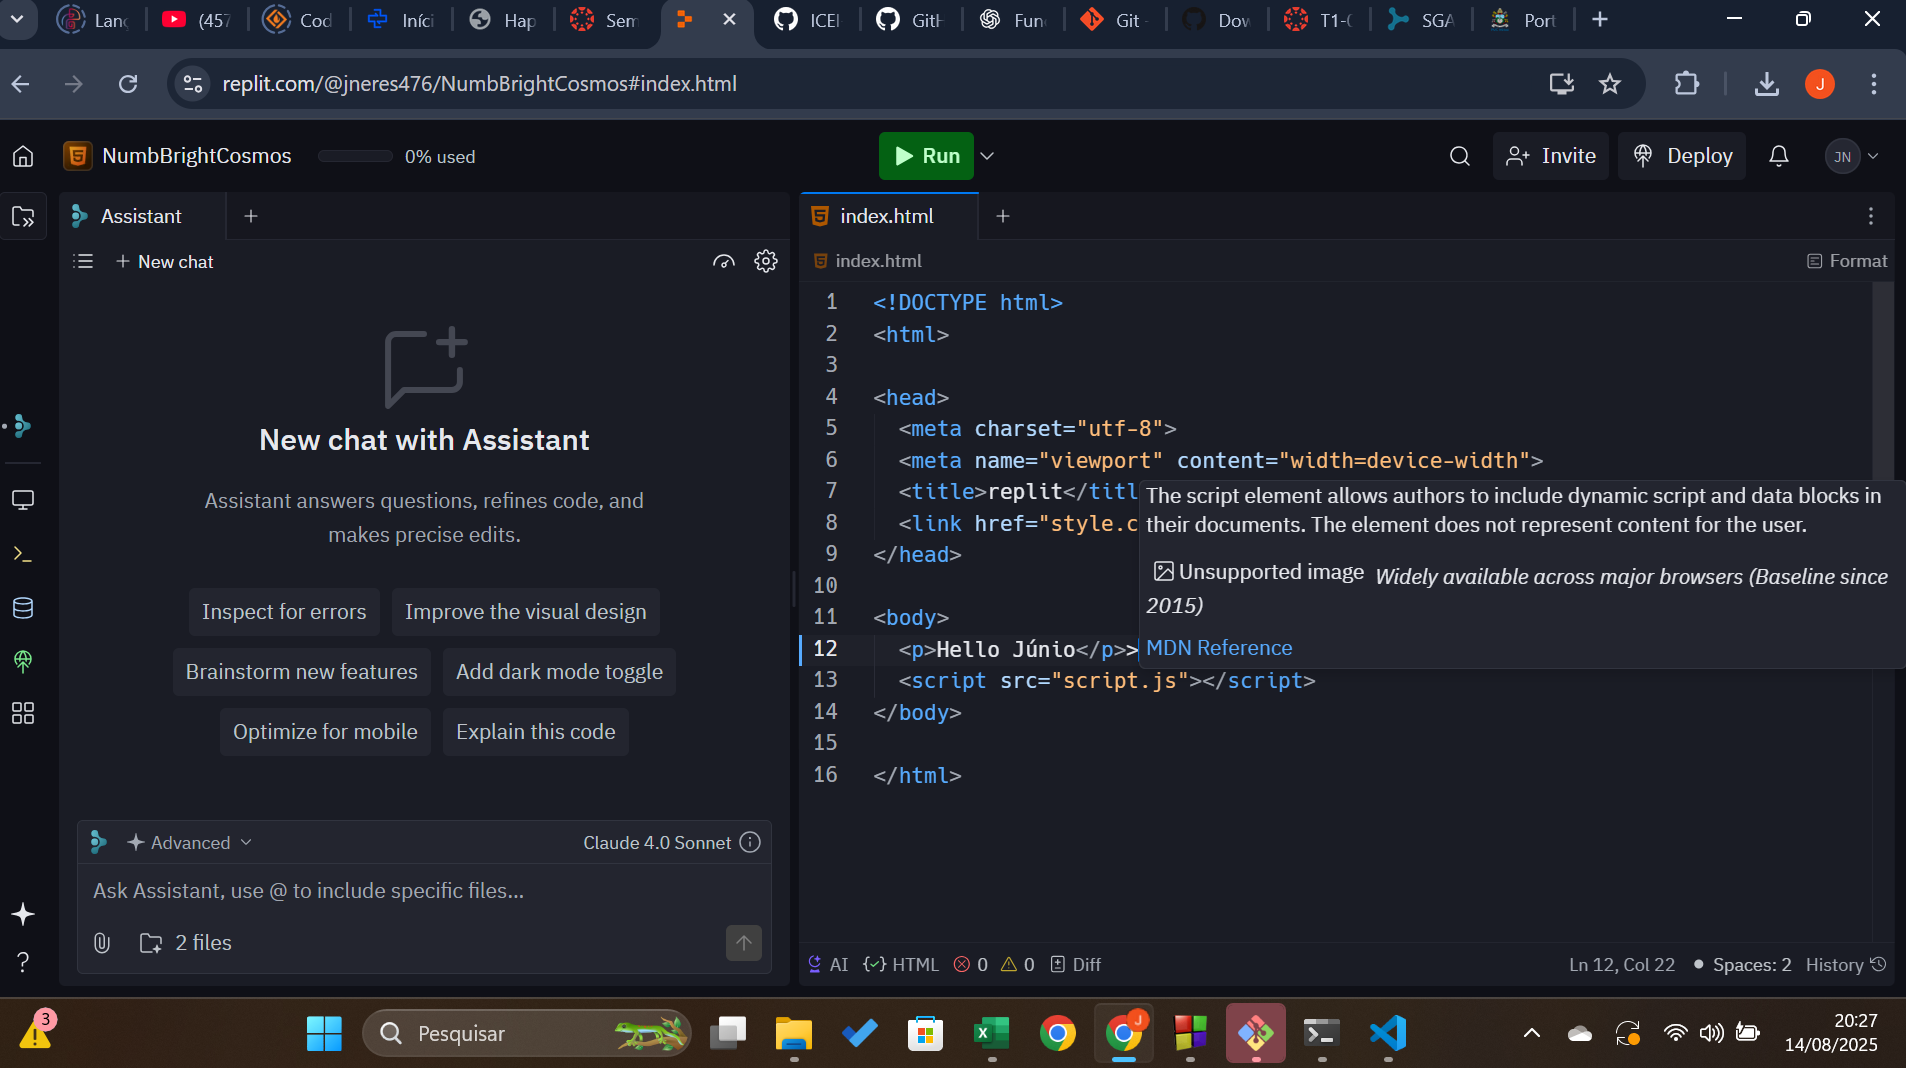 Lang
(457
Cod
Iníci
Hap
Sem
ICEI
GitH
Fun
Git -
Dow
T1-
SGA
Port
replit.com/@jneres476/NumbBrightCosmos#index.html
J
NumbBrightCosmos
0% used
Run
Invite
Deploy
JN
Assistant
index.html
New chat
index.html
Format
New chat with Assistant
Assistant answers questions, refines code, and
makes precise edits.
Inspect for errors
Improve the visual design
Brainstorm new features
Add dark mode toggle
Optimize for mobile
Explain this code
Advanced
Claude 4.0 Sonnet
Ask Assistant, use @ to include specific files...
2 files
1 <!DOCTYPE html>
2 <html>
3
4 <head>
5 <meta charset="utf-8">
6 <meta name="viewport" content="width=device-width">
7 <title>replit</titl
8 <link href="style.c
9 </head>
10
11 <body>
12 <p>Hello Júnio</p>>
13 <script src="script.js"></script>
14 </body>
15
16 </html>
The script element allows authors to include dynamic script and data blocks in
their documents. The element does not represent content for the user.
Unsupported image Widely available across major browsers (Baseline since
2015)
MDN Reference
AI
HTML
0
0
Diff
Ln 12, Col 22
Spaces: 2
History
3
Pesquisar
J
20:27
14/08/2025